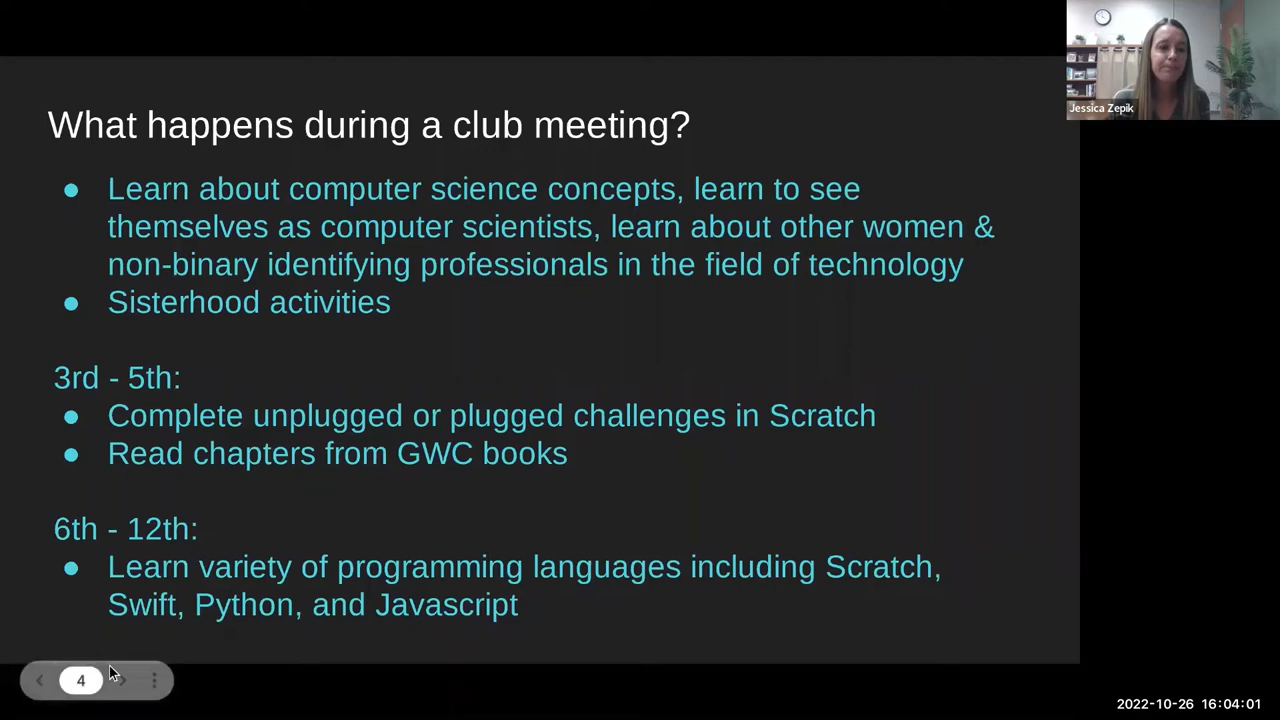 Jessica Zepik
What happens during a club meeting?
● Learn about computer science concepts, learn to see
themselves as computer scientists, learn about other women &
non-binary identifying professionals in the field of technology
● Sisterhood activities
3rd - 5th:
● Complete unplugged or plugged challenges in Scratch
● Read chapters from GWC books
6th - 12th:
● Learn variety of programming languages including Scratch,
Swift, Python, and Javascript
4
2022-10-26 16:04:01